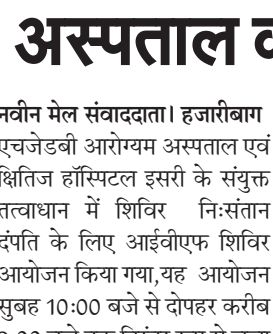 अस्पताल
नवीन मेल संवाददाता। हजारीबाग
एचजेडबी आरोग्यम अस्पताल एवं
क्षितिज हॉस्पिटल इसरी के संयुक्त
तत्वाधान में शिविर निःसंतान
दंपति के लिए आईवीएफ शिविर
आयोजन किया गया,यह आयोजन
सुबह 10:00 बजे से दोपहर करीब